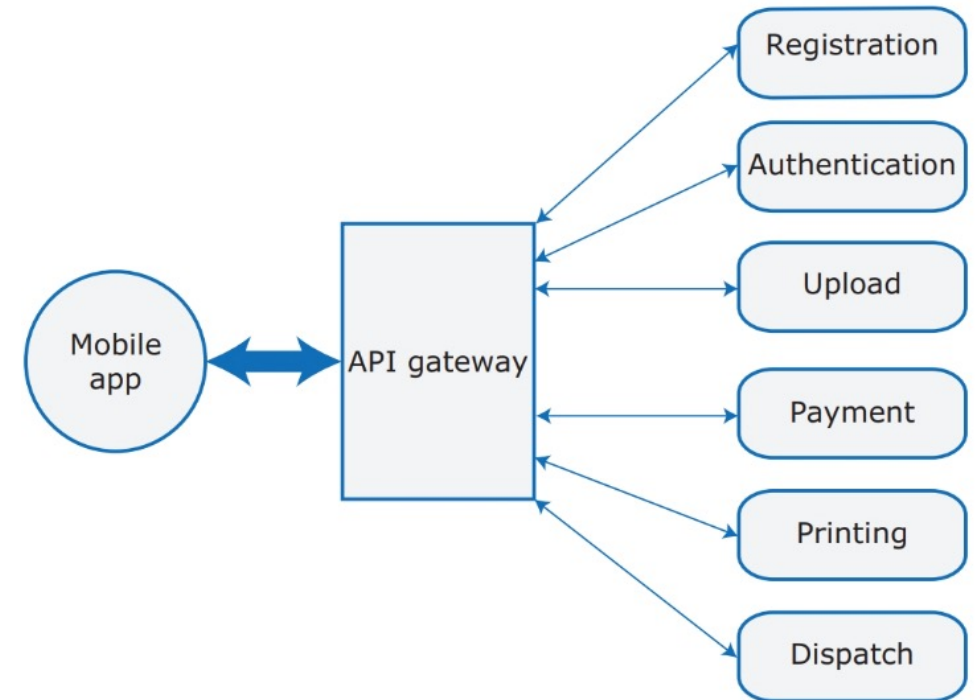 Registration
Authentication
Upload
Mobile
app
API gateway
Payment
Printing
Dispatch